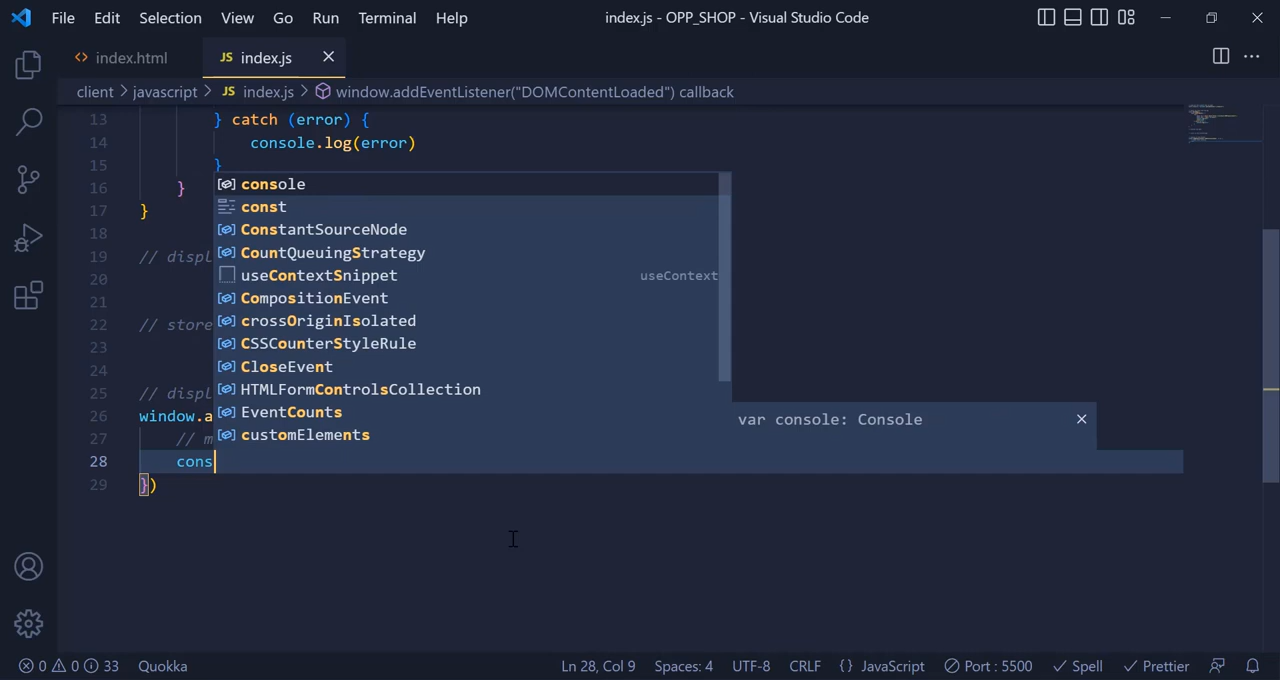 File Edit Selection View Go Run Terminal Help index.js - OPP_SHOP - Visual Studio Code
<> index.html JS index.js
client > javascript > JS index.js > window.addEventListener("DOMContentLoaded") callback
13 } catch (error) {
14 console.log(error)
15 }
16 }
17 }
18
19 // displ
20
21
22 // store
23
24
25 // displ
26 window.a
27 // m
28 cons
29 })
console
const
ConstantSourceNode
CountQueuingStrategy
useContextSnippet useContext
CompositionEvent
crossOriginIsolated
CSSCounterStyleRule
CloseEvent
HTMLFormControlsCollection
EventCounts
customElements
var console: Console
0 0 33 Quokka Ln 28, Col 9 Spaces: 4 UTF-8 CRLF {} JavaScript Port : 5500 Spell Prettier